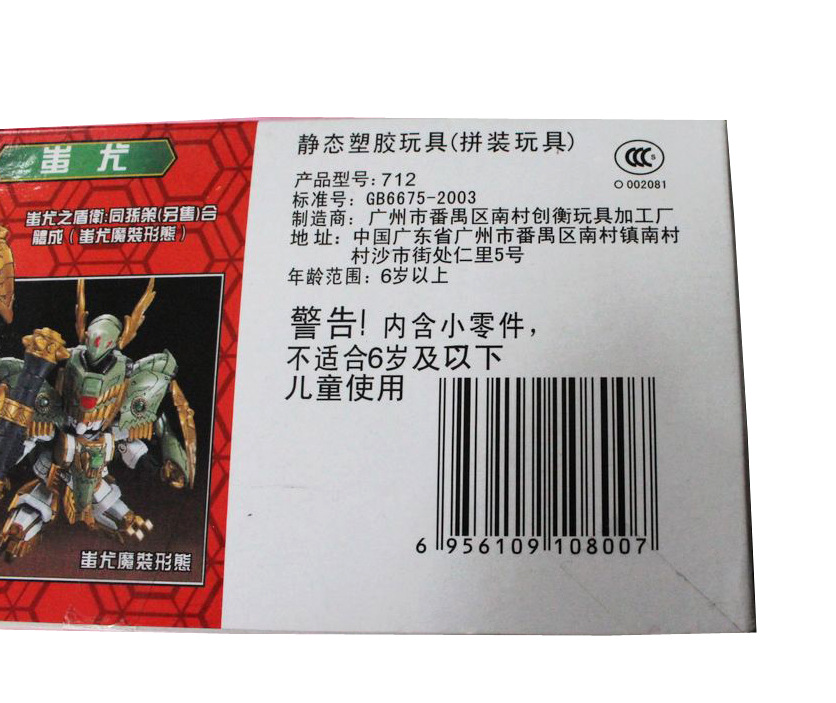 蚩尤
蚩尤之盾衛:同孫策(另售)合
體成(蚩尤魔裝形態)
蚩尤魔裝形態
静态塑胶玩具(拼装玩具)
CCC S
O 002081
产品型号:712
标准号: GB6675-2003
制造商: 广州市番禺区南村创衡玩具加工厂
地 址: 中国广东省广州市番禺区南村镇南村
村沙市街处仁里5号
年龄范围: 6岁以上
警告! 内含小零件，
不适合6岁及以下
儿童使用
6 956109 108007